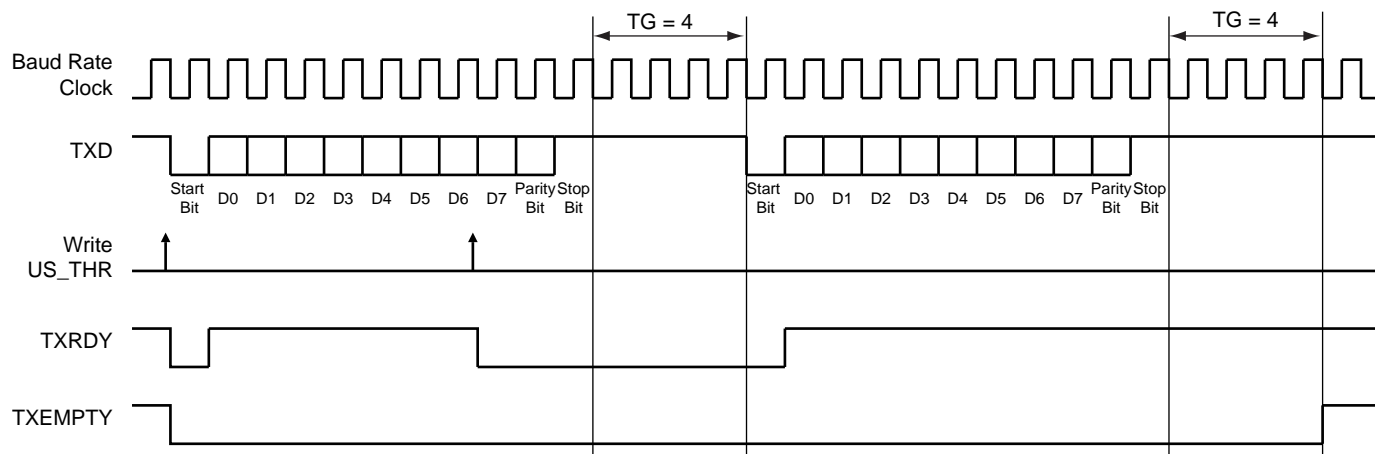 TG = 4
TG = 4
Baud Rate
Clock
TXD
Start
Bit
D0
D1
D2
D3
D4
D5
D6
D7
Parity
Bit
Stop
Bit
Start
Bit
D0
D1
D2
D3
D4
D5
D6
D7
Parity
Bit
Stop
Bit
Write
US_THR
TXRDY
TXEMPTY